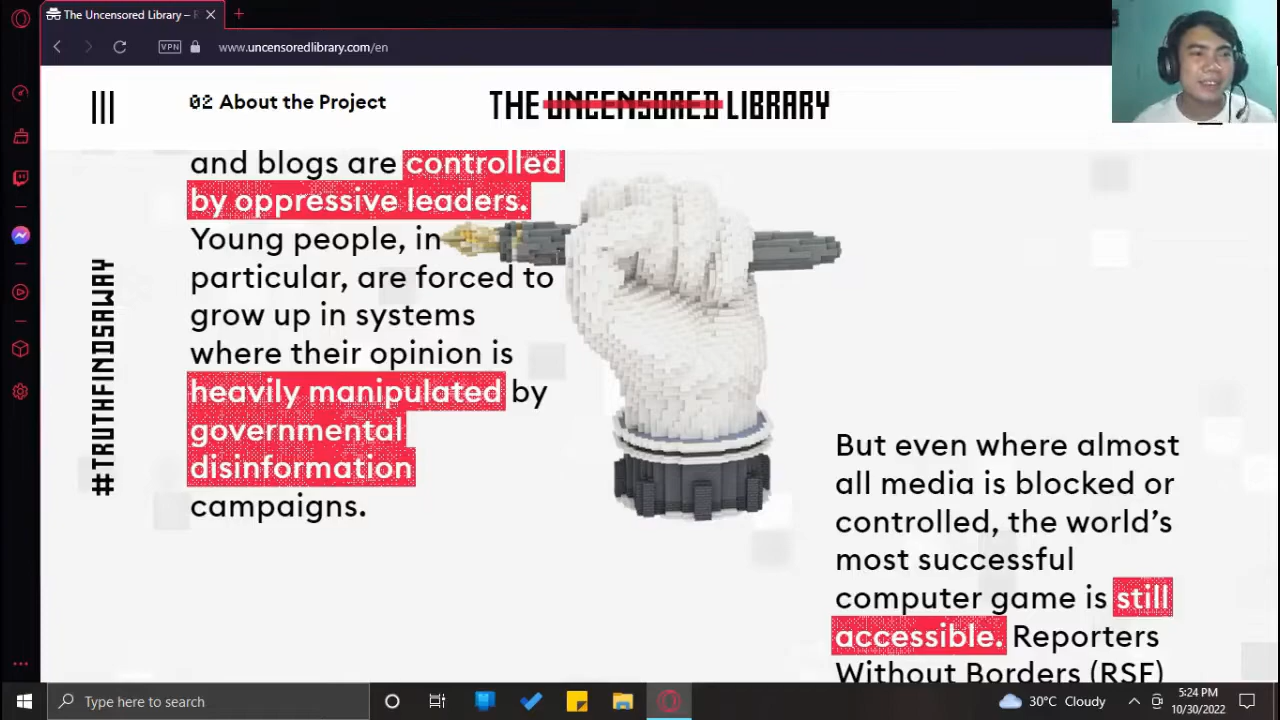 The Uncensored Library – R
VPN
www.uncensoredlibrary.com/en
02 About the Project
THE UNCENSORED LIBRARY
#TRUTHFINDSAWAY
and blogs are controlled
by oppressive leaders.
Young people, in
particular, are forced to
grow up in systems
where their opinion is
heavily manipulated by
governmental
disinformation
campaigns.
But even where almost
all media is blocked or
controlled, the world's
most successful
computer game is still
accessible. Reporters
Without Borders (RSF)
Type here to search
30°C Cloudy
5:24 PM
10/30/2022